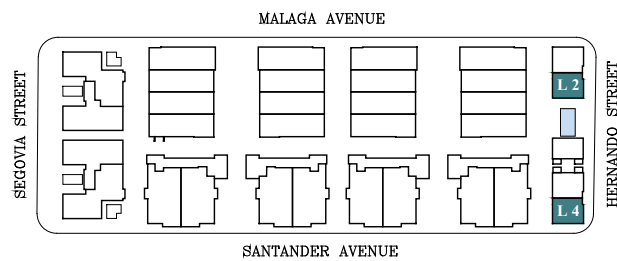 MALAGA AVENUE
SEGOVIA STREET
HERNANDO STREET
L 2
L 4
SANTANDER AVENUE